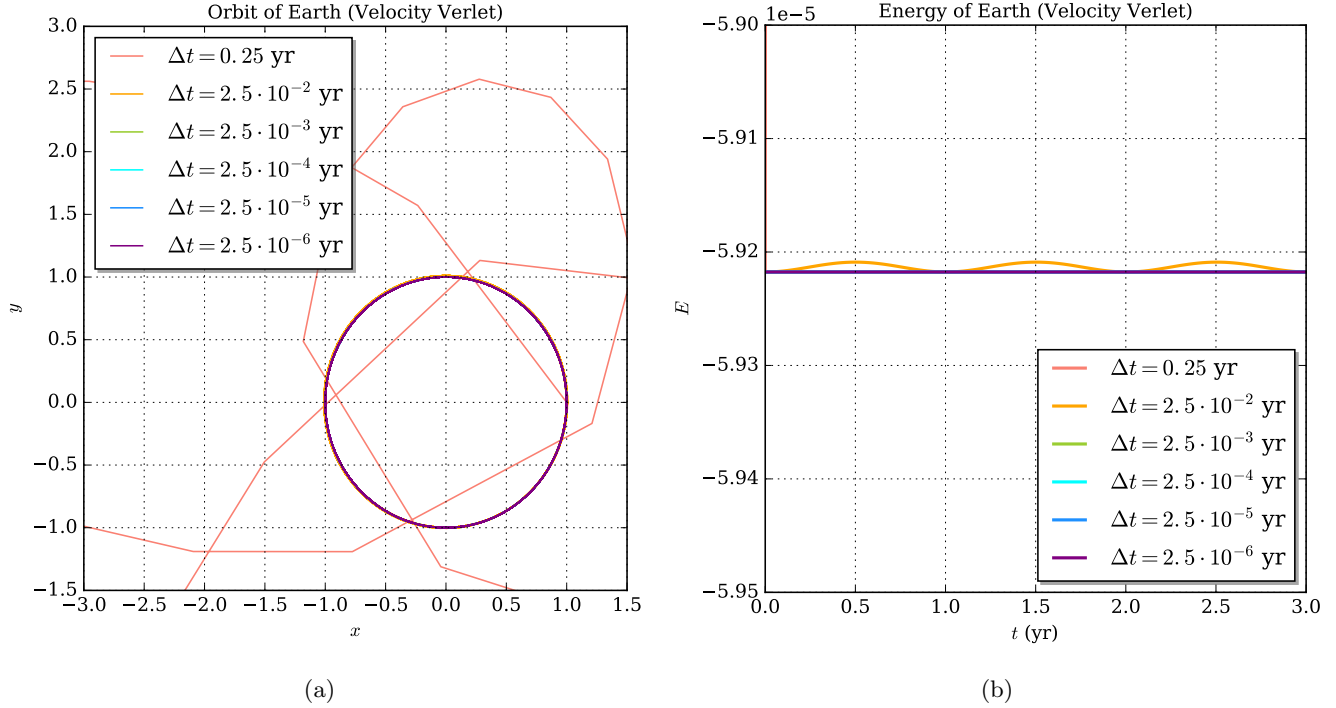 Orbit of Earth (Velocity Verlet)
3.0
2.5
2.0
1.5
1.0
0.5
0.0
−0.5
−1.0
−1.5
y
−3.0 −2.5 −2.0 −1.5 −1.0 −0.5 0.0 0.5 1.0 1.5
x
Δt = 0.25 yr
Δt = 2.5 · 10⁻² yr
Δt = 2.5 · 10⁻³ yr
Δt = 2.5 · 10⁻⁴ yr
Δt = 2.5 · 10⁻⁵ yr
Δt = 2.5 · 10⁻⁶ yr
(a)
Energy of Earth (Velocity Verlet)
1e−5
−5.90
−5.91
−5.92
−5.93
−5.94
−5.95
E
0.0 0.5 1.0 1.5 2.0 2.5 3.0
t (yr)
Δt = 0.25 yr
Δt = 2.5 · 10⁻² yr
Δt = 2.5 · 10⁻³ yr
Δt = 2.5 · 10⁻⁴ yr
Δt = 2.5 · 10⁻⁵ yr
Δt = 2.5 · 10⁻⁶ yr
(b)